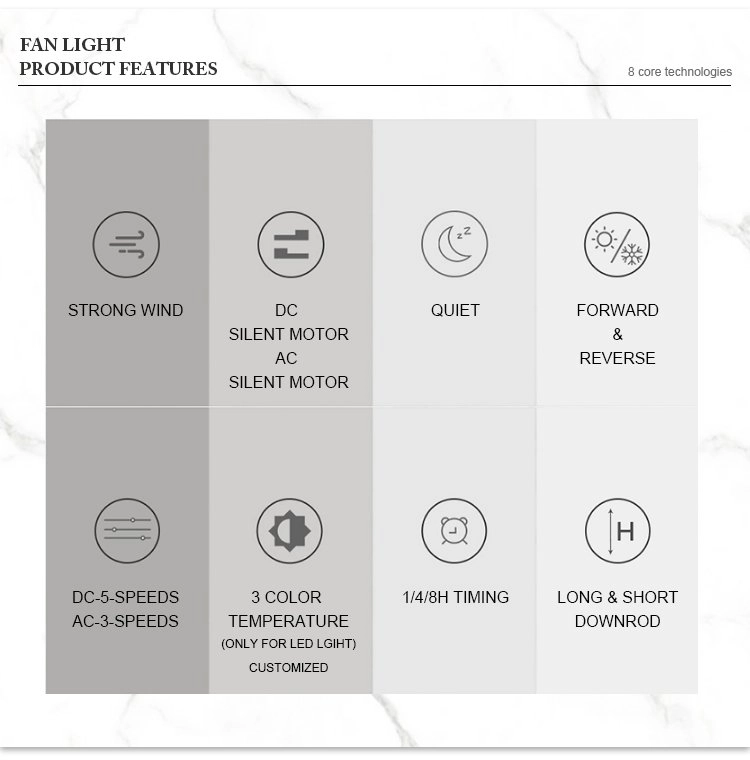 FAN LIGHT
PRODUCT FEATURES
8 core technologies
STRONG WIND
DC
SILENT MOTOR
AC
SILENT MOTOR
QUIET
FORWARD
&
REVERSE
DC-5-SPEEDS
AC-3-SPEEDS
3 COLOR
TEMPERATURE
(ONLY FOR LED LGIHT)
CUSTOMIZED
1/4/8H TIMING
H
LONG & SHORT
DOWNROD